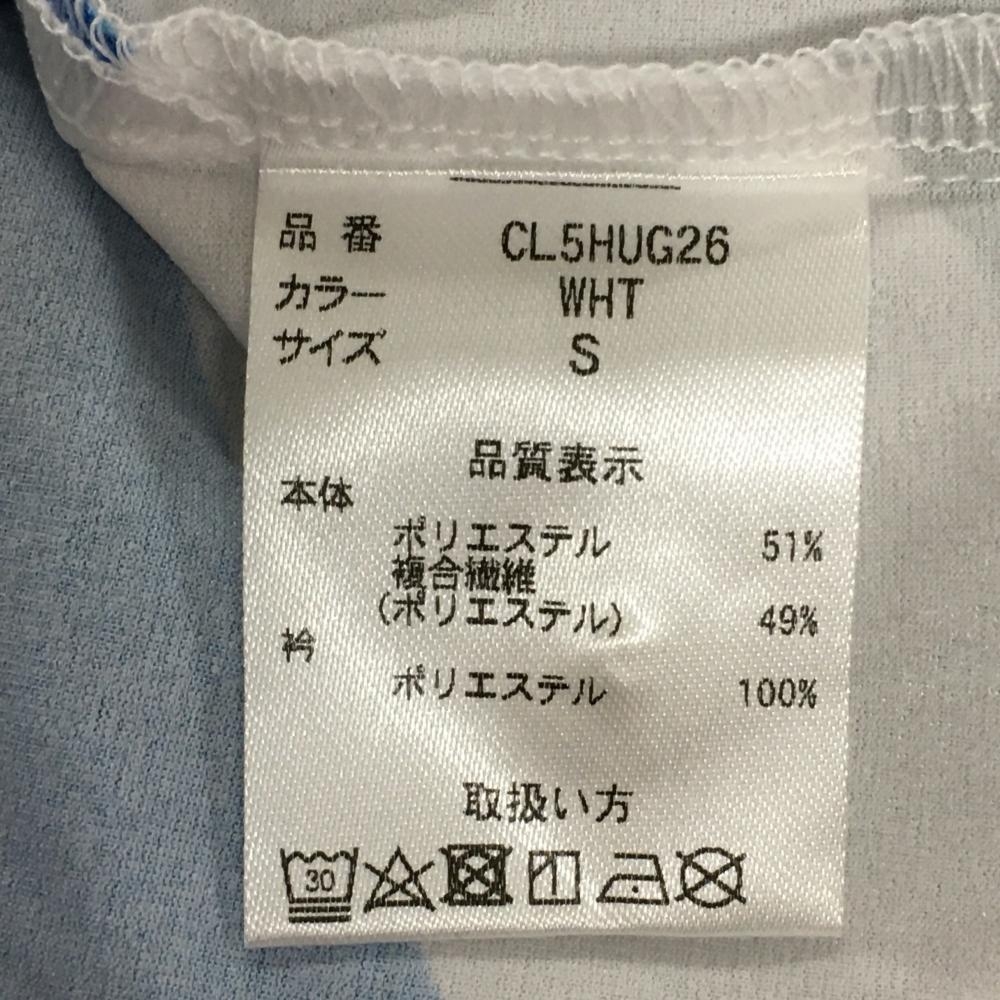 品番 CL5HUG26
カラー WHT
サイズ S
品質表示
本体
ポリエステル 51%
複合繊維
(ポリエステル) 49%
衿
ポリエステル 100%
取扱い方
30